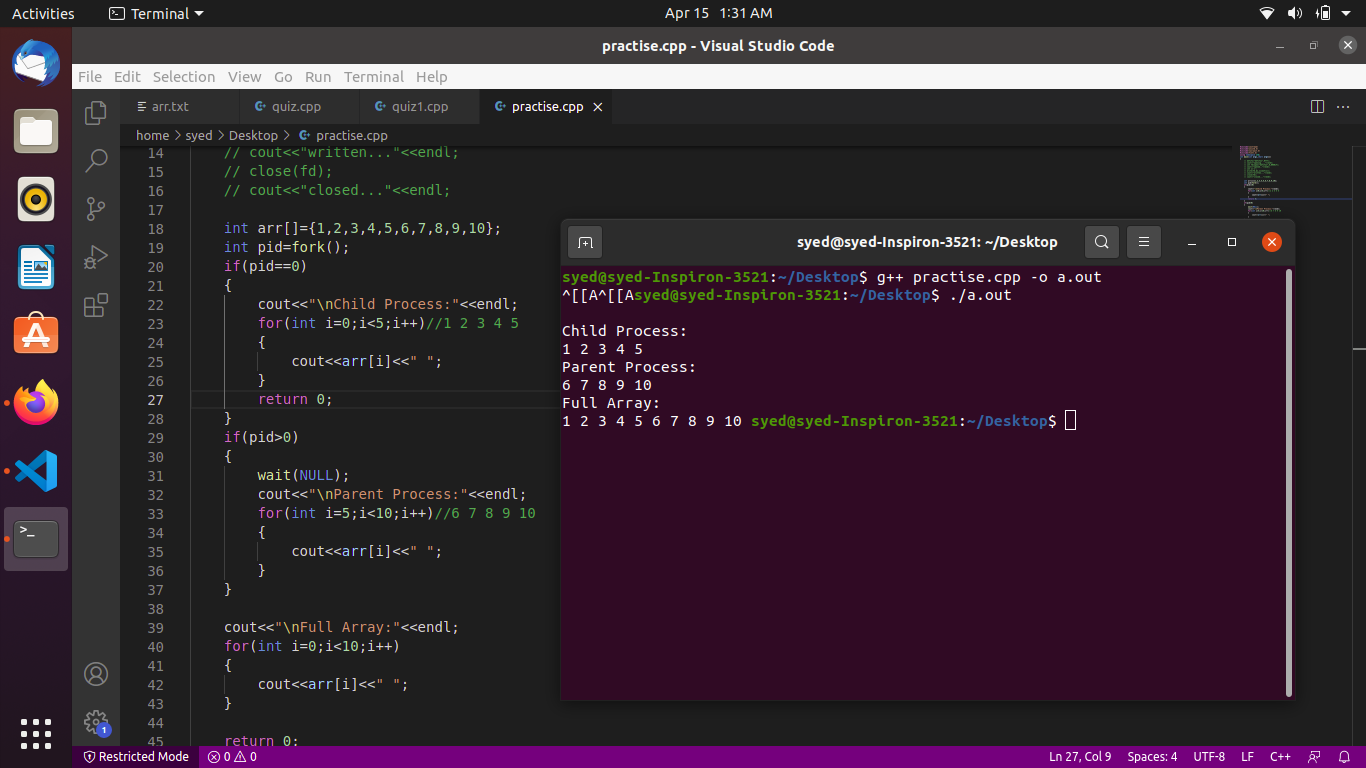 Activities
Terminal
Apr 15 1:31 AM
practise.cpp - Visual Studio Code
File Edit Selection View Go Run Terminal Help
arr.txt
quiz.cpp
quiz1.cpp
practise.cpp
home > syed > Desktop > practise.cpp
14 // cout<<"written..."<<endl;
15 // close(fd);
16 // cout<<"closed..."<<endl;
17
18 int arr[]={1,2,3,4,5,6,7,8,9,10};
19 int pid=fork();
20 if(pid==0)
21 {
22 cout<<"\nChild Process:"<<endl;
23 for(int i=0;i<5;i++)//1 2 3 4 5
24 {
25 cout<<arr[i]<<" ";
26 }
27 return 0;
28 }
29 if(pid>0)
30 {
31 wait(NULL);
32 cout<<"\nParent Process:"<<endl;
33 for(int i=5;i<10;i++)//6 7 8 9 10
34 {
35 cout<<arr[i]<<" ";
36 }
37 }
38
39 cout<<"\nFull Array:"<<endl;
40 for(int i=0;i<10;i++)
41 {
42 cout<<arr[i]<<" ";
43 }
44
45 return 0;
syed@syed-Inspiron-3521: ~/Desktop
syed@syed-Inspiron-3521:~/Desktop$ g++ practise.cpp -o a.out
^[[A^[[Asyed@syed-Inspiron-3521:~/Desktop$ ./a.out
Child Process:
1 2 3 4 5
Parent Process:
6 7 8 9 10
Full Array:
1 2 3 4 5 6 7 8 9 10 syed@syed-Inspiron-3521:~/Desktop$
1
Restricted Mode
0 0
Ln 27, Col 9
Spaces: 4
UTF-8
LF
C++